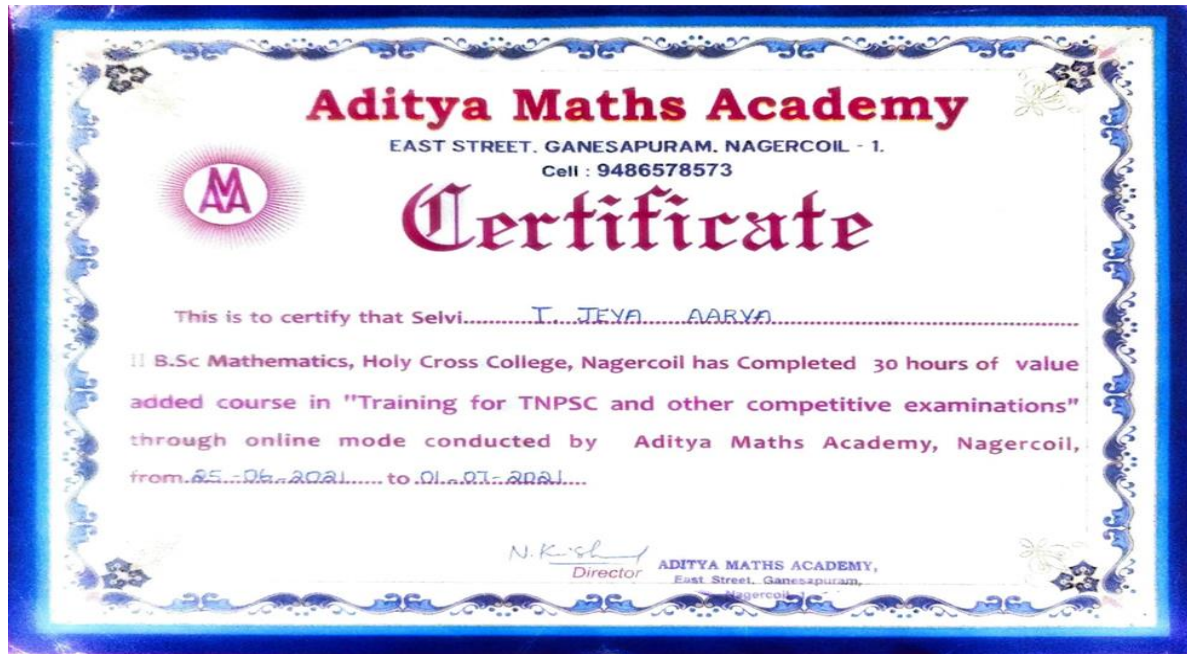 Aditya Maths Academy
EAST STREET, GANESAPURAM, NAGERCOIL - 1.
Cell : 9486578573
AMA
Certificate
This is to certify that Selvi.........T. JEYA AARYA.........
II B.Sc Mathematics, Holy Cross College, Nagercoil has Completed 30 hours of value
added course in "Training for TNPSC and other competitive examinations"
through online mode conducted by Aditya Maths Academy, Nagercoil,
from.25-06-2021......to.01.07-2021....
N. Krish
Director
ADITYA MATHS ACADEMY,
East Street, Ganesapuram,
Nagercoil-1.